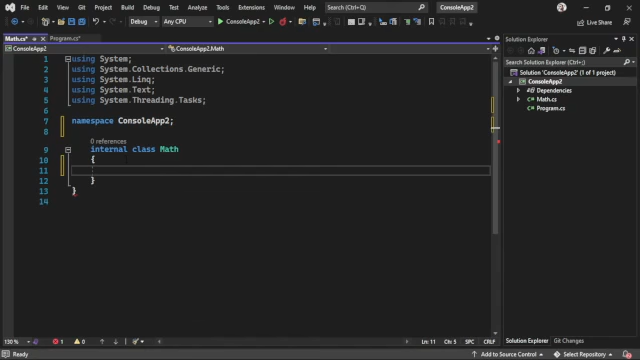 File Edit View Git Project Build Debug Test Analyze Tools Extensions Window Help Search ConsoleApp2
Debug Any CPU ConsoleApp2 Live Share
Math.cs* Program.cs*
ConsoleApp2 ConsoleApp2.Math
1 using System;
2 using System.Collections.Generic;
3 using System.Linq;
4 using System.Text;
5 using System.Threading.Tasks;
6
7 namespace ConsoleApp2;
8
0 references
9 internal class Math
10 {
11
12 }
13 }
14
130 % 1 0 Ln: 11 Ch: 5 SPC CRLF
Solution Explorer
Search Solution Explorer
Solution 'ConsoleApp2' (1 of 1 project)
ConsoleApp2
Dependencies
Math.cs
Program.cs
Solution Explorer Git Changes
Ready Add to Source Control Select Repository